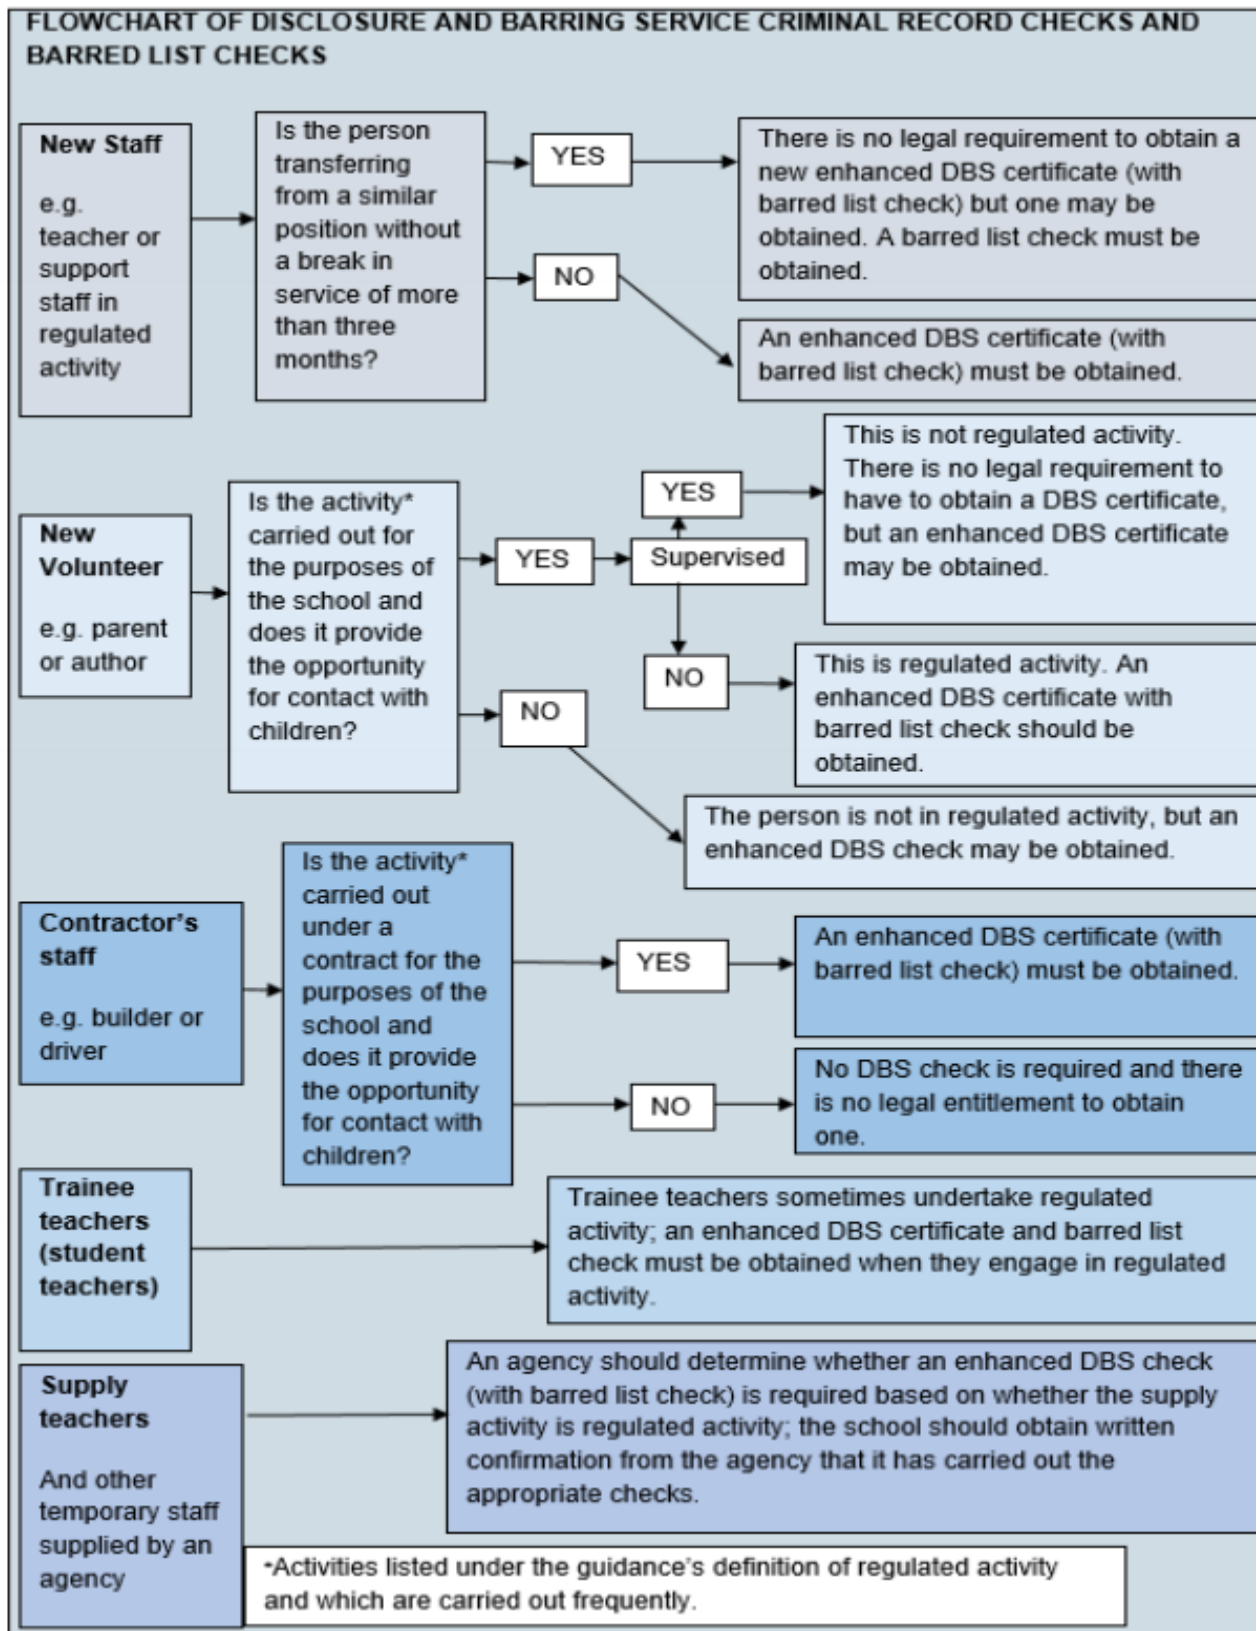 FLOWCHART OF DISCLOSURE AND BARRING SERVICE CRIMINAL RECORD CHECKS AND
BARRED LIST CHECKS
New Staff
e.g.
teacher or
support
staff in
regulated
activity
Is the person
transferring
from a similar
position without
a break in
service of more
than three
months?
YES
There is no legal requirement to obtain a
new enhanced DBS certificate (with
barred list check) but one may be
obtained. A barred list check must be
obtained.
NO
An enhanced DBS certificate (with
barred list check) must be obtained.
New
Volunteer
e.g. parent
or author
Is the activity*
carried out for
the purposes of
the school and
does it provide
the opportunity
for contact with
children?
YES
Supervised
YES
This is not regulated activity.
There is no legal requirement to
have to obtain a DBS certificate,
but an enhanced DBS certificate
may be obtained.
NO
This is regulated activity. An
enhanced DBS certificate with
barred list check should be
obtained.
NO
The person is not in regulated activity, but an
enhanced DBS check may be obtained.
Contractor's
staff
e.g. builder or
driver
Is the activity*
carried out
under a
contract for the
purposes of the
school and
does it provide
the opportunity
for contact with
children?
YES
An enhanced DBS certificate (with
barred list check) must be obtained.
NO
No DBS check is required and there
is no legal entitlement to obtain
one.
Trainee
teachers
(student
teachers)
Trainee teachers sometimes undertake regulated
activity; an enhanced DBS certificate and barred list
check must be obtained when they engage in regulated
activity.
Supply
teachers
And other
temporary staff
supplied by an
agency
An agency should determine whether an enhanced DBS check
(with barred list check) is required based on whether the supply
activity is regulated activity; the school should obtain written
confirmation from the agency that it has carried out the
appropriate checks.
*Activities listed under the guidance's definition of regulated activity
and which are carried out frequently.